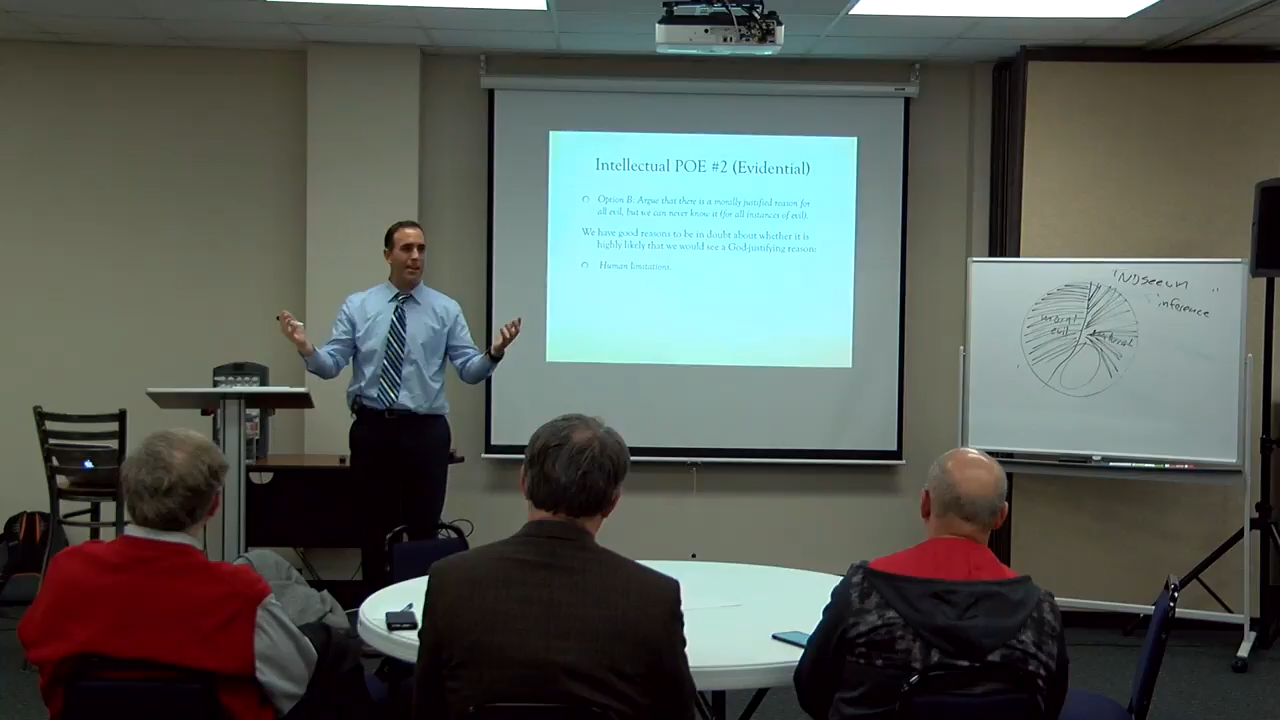 Intellectual POE #2 (Evidential)
Option B: Argue that there is a morally justified reason for
all evil, but we can never know it (for all instances of evil).
We have good reasons to be in doubt about whether it is
highly likely that we would see a God-justifying reason:
Human limitations.
"NOseeum"
inference
moral
evil